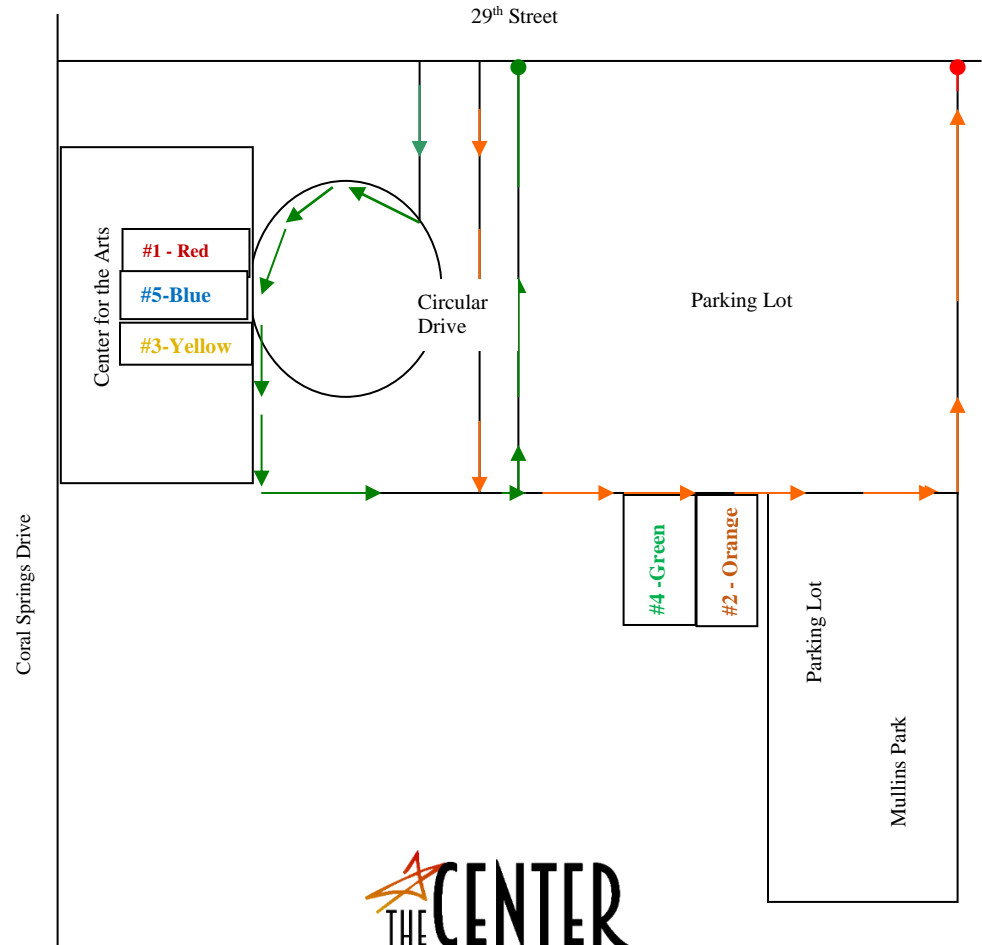 29th Street
Center for the Arts
#1 - Red
#5-Blue
#3-Yellow
Circular
Drive
Parking Lot
Coral Springs Drive
#4 -Green
#2 - Orange
Parking Lot
Mullins Park
THE CENTER